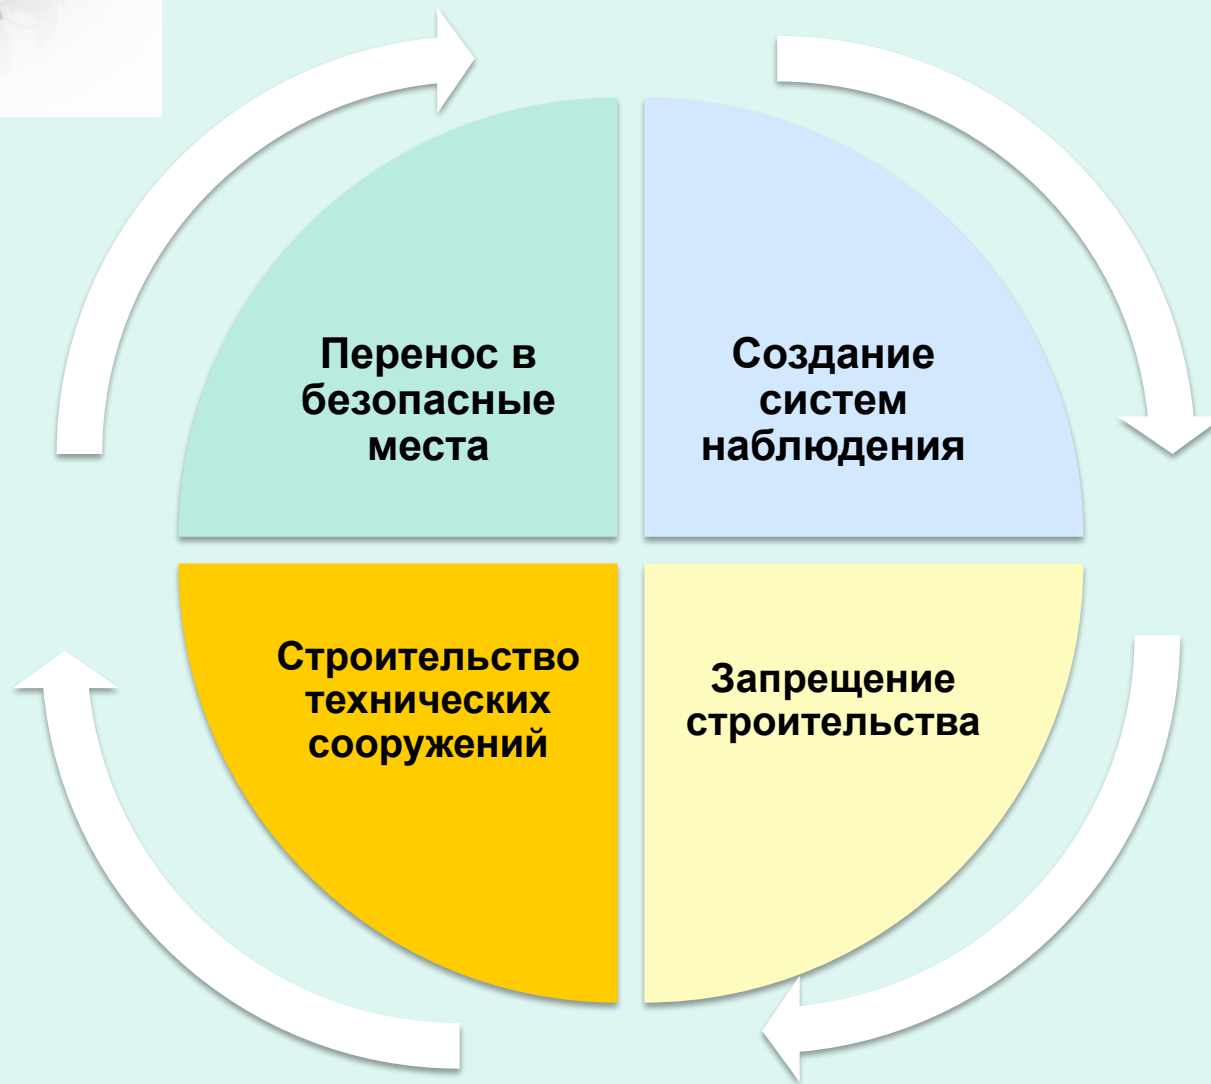 Перенос в
безопасные
места
Создание
систем
наблюдения
Строительство
технических
сооружений
Запрещение
строительства